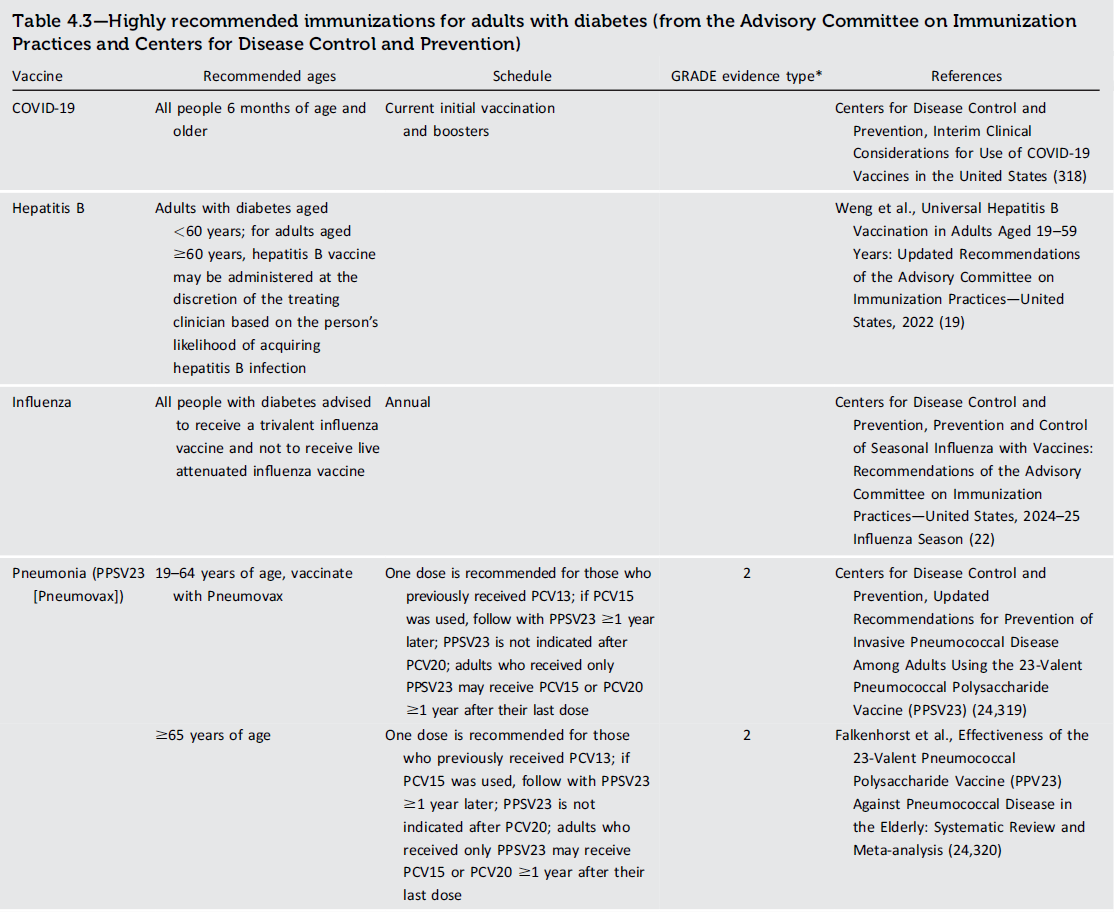 Table 4.3—Highly recommended immunizations for adults with diabetes (from the Advisory Committee on Immunization
Practices and Centers for Disease Control and Prevention)
Vaccine Recommended ages Schedule GRADE evidence type* References
COVID-19
All people 6 months of age and
older
Current initial vaccination
and boosters
Centers for Disease Control and
Prevention, Interim Clinical
Considerations for Use of COVID-19
Vaccines in the United States (318)
Hepatitis B
Adults with diabetes aged
<60 years; for adults aged
≥60 years, hepatitis B vaccine
may be administered at the
discretion of the treating
clinician based on the person's
likelihood of acquiring
hepatitis B infection
Weng et al., Universal Hepatitis B
Vaccination in Adults Aged 19–59
Years: Updated Recommendations
of the Advisory Committee on
Immunization Practices—United
States, 2022 (19)
Influenza
All people with diabetes advised
to receive a trivalent influenza
vaccine and not to receive live
attenuated influenza vaccine
Annual
Centers for Disease Control and
Prevention, Prevention and Control
of Seasonal Influenza with Vaccines:
Recommendations of the Advisory
Committee on Immunization
Practices—United States, 2024–25
Influenza Season (22)
Pneumonia (PPSV23
[Pneumovax])
19–64 years of age, vaccinate
with Pneumovax
One dose is recommended for those who
previously received PCV13; if PCV15
was used, follow with PPSV23 ≥1 year
later; PPSV23 is not indicated after
PCV20; adults who received only
PPSV23 may receive PCV15 or PCV20
≥1 year after their last dose
2
Centers for Disease Control and
Prevention, Updated
Recommendations for Prevention of
Invasive Pneumococcal Disease
Among Adults Using the 23-Valent
Pneumococcal Polysaccharide
Vaccine (PPSV23) (24,319)
≥65 years of age
One dose is recommended for those
who previously received PCV13; if
PCV15 was used, follow with PPSV23
≥1 year later; PPSV23 is not
indicated after PCV20; adults who
received only PPSV23 may receive
PCV15 or PCV20 ≥1 year after their
last dose
2
Falkenhorst et al., Effectiveness of the
23-Valent Pneumococcal
Polysaccharide Vaccine (PPV23)
Against Pneumococcal Disease in
the Elderly: Systematic Review and
Meta-analysis (24,320)